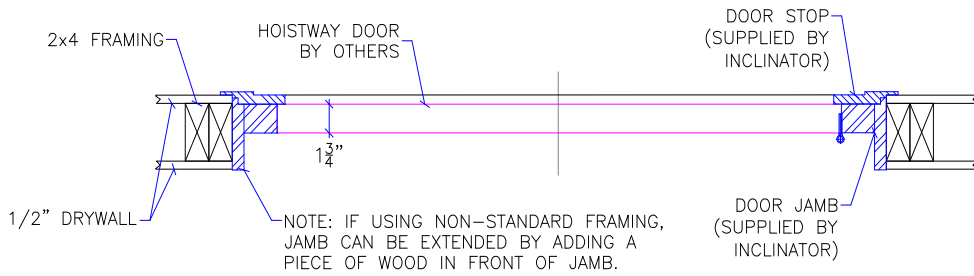 2x4 FRAMING
HOISTWAY DOOR
BY OTHERS
DOOR STOP
(SUPPLIED BY
INCLINATOR)
1 3/4"
1/2" DRYWALL
NOTE: IF USING NON-STANDARD FRAMING,
JAMB CAN BE EXTENDED BY ADDING A
PIECE OF WOOD IN FRONT OF JAMB.
DOOR JAMB
(SUPPLIED BY
INCLINATOR)